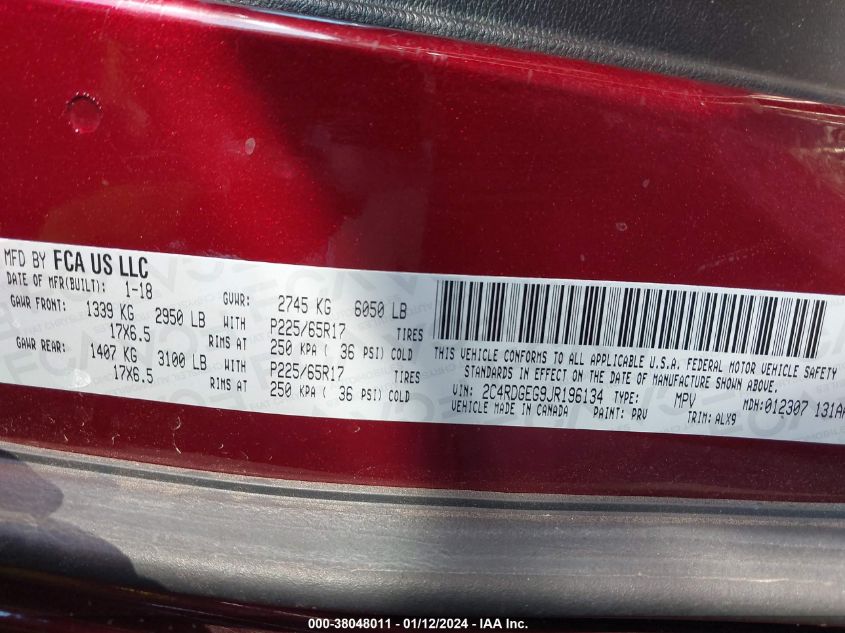 MFD BY FCA US LLC
DATE OF MFR(BUILT): 1-18
GVWR: 2745 KG 6050 LB
GAWR FRONT: 1339 KG 2950 LB WITH P225/65R17 TIRES
17X6.5 RIMS AT 250 KPA ( 36 PSI) COLD
GAWR REAR: 1407 KG 3100 LB WITH P225/65R17 TIRES
17X6.5 RIMS AT 250 KPA ( 36 PSI) COLD
THIS VEHICLE CONFORMS TO ALL APPLICABLE U.S.A. FEDERAL MOTOR VEHICLE SAFETY
STANDARDS IN EFFECT ON THE DATE OF MANUFACTURE SHOWN ABOVE.
VIN: 2C4RDGEG9JR196134 TYPE: MPV MDH:012307 131AA
VEHICLE MADE IN CANADA PAINT: PRV TRIM: ALX9
000-38048011 - 01/12/2024 - IAA Inc.